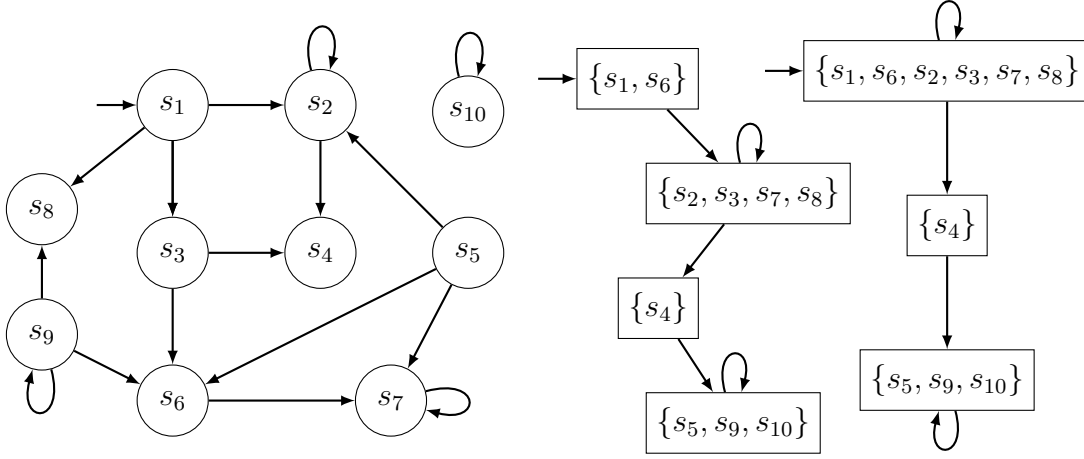 s₁
s₂
s₁₀
s₈
s₃
s₄
s₅
s₉
s₆
s₇
{s₁, s₆}
{s₂, s₃, s₇, s₈}
{s₄}
{s₅, s₉, s₁₀}
{s₁, s₆, s₂, s₃, s₇, s₈}
{s₄}
{s₅, s₉, s₁₀}